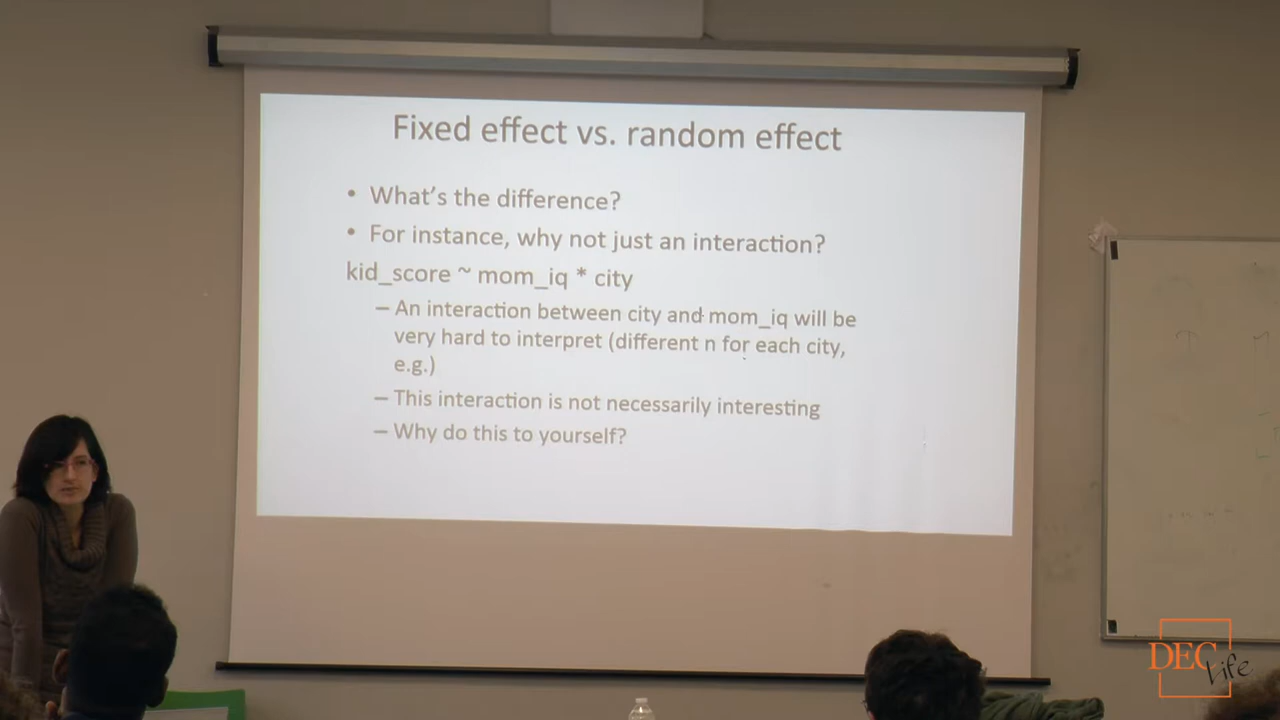 Fixed effect vs. random effect
• What's the difference?
• For instance, why not just an interaction?
kid_score ~ mom_iq * city
– An interaction between city and mom_iq will be
very hard to interpret (different n for each city,
e.g.)
– This interaction is not necessarily interesting
– Why do this to yourself?
DEC
Life